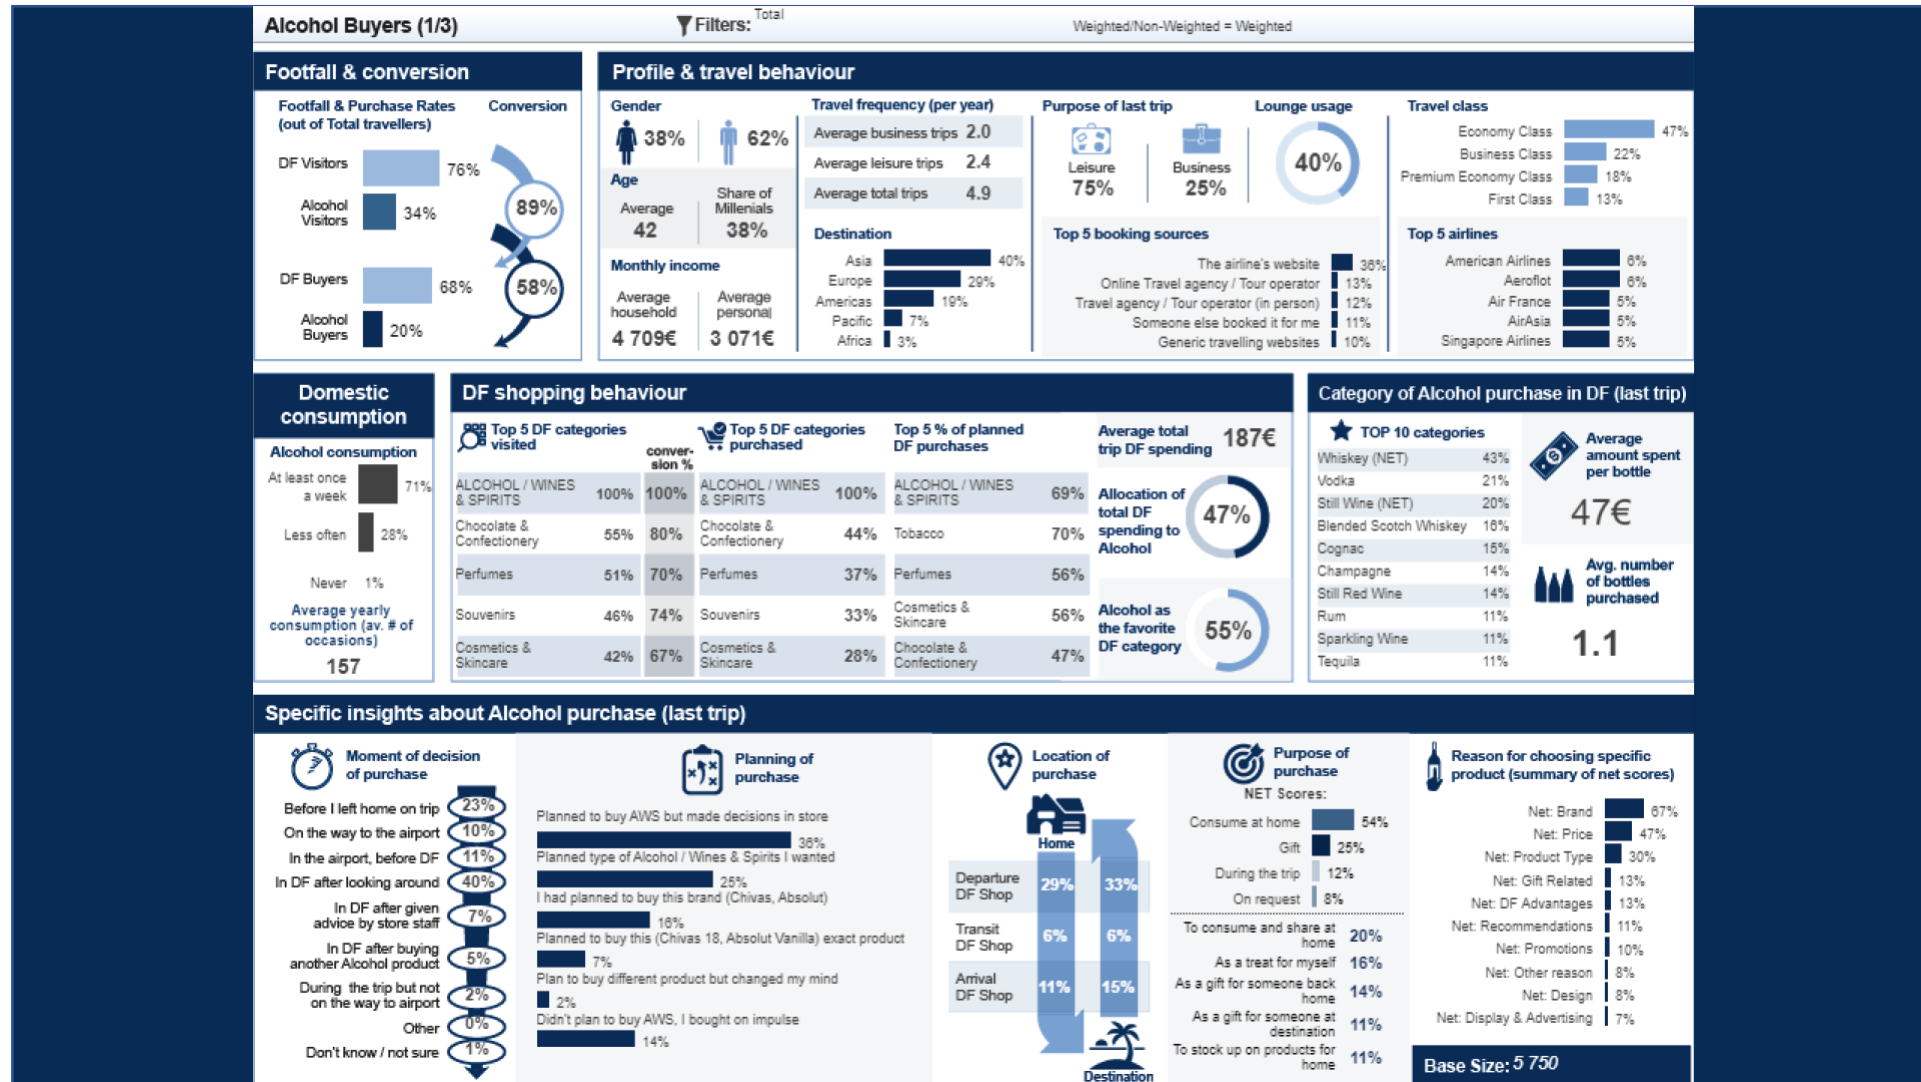 Alcohol Buyers (1/3)
Filters: Total
Weighted/Non-Weighted = Weighted
Footfall & conversion
Footfall & Purchase Rates
(out of Total travellers)
Conversion
DF Visitors 76%
Alcohol
Visitors 34%
89%
DF Buyers 68%
58%
Alcohol
Buyers 20%
Profile & travel behaviour
Gender
38% 62%
Age
Average
42
Share of
Millenials
38%
Monthly income
Average
household
4 709€
Average
personal
3 071€
Travel frequency (per year)
Average business trips 2.0
Average leisure trips 2.4
Average total trips 4.9
Destination
Asia 40%
Europe 29%
Americas 19%
Pacific 7%
Africa 3%
Purpose of last trip
Leisure
75%
Business
25%
Lounge usage
40%
Top 5 booking sources
The airline's website 36%
Online Travel agency / Tour operator 13%
Travel agency / Tour operator (in person) 12%
Someone else booked it for me 11%
Generic travelling websites 10%
Travel class
Economy Class 47%
Business Class 22%
Premium Economy Class 18%
First Class 13%
Top 5 airlines
American Airlines 6%
Aeroflot 6%
Air France 5%
AirAsia 5%
Singapore Airlines 5%
Domestic
consumption
Alcohol consumption
At least once
a week 71%
Less often 28%
Never 1%
Average yearly
consumption (av. # of
occasions)
157
DF shopping behaviour
Top 5 DF categories
visited
conver-
sion %
Top 5 DF categories
purchased
Top 5 % of planned
DF purchases
ALCOHOL / WINES
& SPIRITS 100% 100% ALCOHOL / WINES
& SPIRITS 100% ALCOHOL / WINES
& SPIRITS 69%
Chocolate &
Confectionery 55% 80% Chocolate &
Confectionery 44% Tobacco 70%
Perfumes 51% 70% Perfumes 37% Perfumes 56%
Souvenirs 46% 74% Souvenirs 33% Cosmetics &
Skincare 56%
Cosmetics &
Skincare 42% 67% Cosmetics &
Skincare 28% Chocolate &
Confectionery 47%
Average total
trip DF spending 187€
Allocation of
total DF
spending to
Alcohol
47%
Alcohol as
the favorite
DF category
55%
Category of Alcohol purchase in DF (last trip)
TOP 10 categories
Whiskey (NET) 43%
Vodka 21%
Still Wine (NET) 20%
Blended Scotch Whiskey 16%
Cognac 15%
Champagne 14%
Still Red Wine 14%
Rum 11%
Sparkling Wine 11%
Tequila 11%
Average
amount spent
per bottle
47€
Avg. number
of bottles
purchased
1.1
Specific insights about Alcohol purchase (last trip)
Moment of decision
of purchase
Before I left home on trip 23%
On the way to the airport 10%
In the airport, before DF 11%
In DF after looking around 40%
In DF after given
advice by store staff 7%
In DF after buying
another Alcohol product 5%
During the trip but not
on the way to airport 2%
Other 0%
Don't know / not sure 1%
Planning of
purchase
Planned to buy AWS but made decisions in store
36%
Planned type of Alcohol / Wines & Spirits I wanted
25%
I had planned to buy this brand (Chivas, Absolut)
16%
Planned to buy this (Chivas 18, Absolut Vanilla) exact product
7%
Plan to buy different product but changed my mind
2%
Didn't plan to buy AWS, I bought on impulse
14%
Location of
purchase
Home
Departure
DF Shop 29% 33%
Transit
DF Shop 6% 6%
Arrival
DF Shop 11% 15%
Destination
Purpose of
purchase
NET Scores:
Consume at home 54%
Gift 25%
During the trip 12%
On request 8%
To consume and share at
home 20%
As a treat for myself 16%
As a gift for someone back
home 14%
As a gift for someone at
destination 11%
To stock up on products for
home 11%
Reason for choosing specific
product (summary of net scores)
Net: Brand 67%
Net: Price 47%
Net: Product Type 30%
Net: Gift Related 13%
Net: DF Advantages 13%
Net: Recommendations 11%
Net: Promotions 10%
Net: Other reason 8%
Net: Design 8%
Net: Display & Advertising 7%
Base Size: 5 750